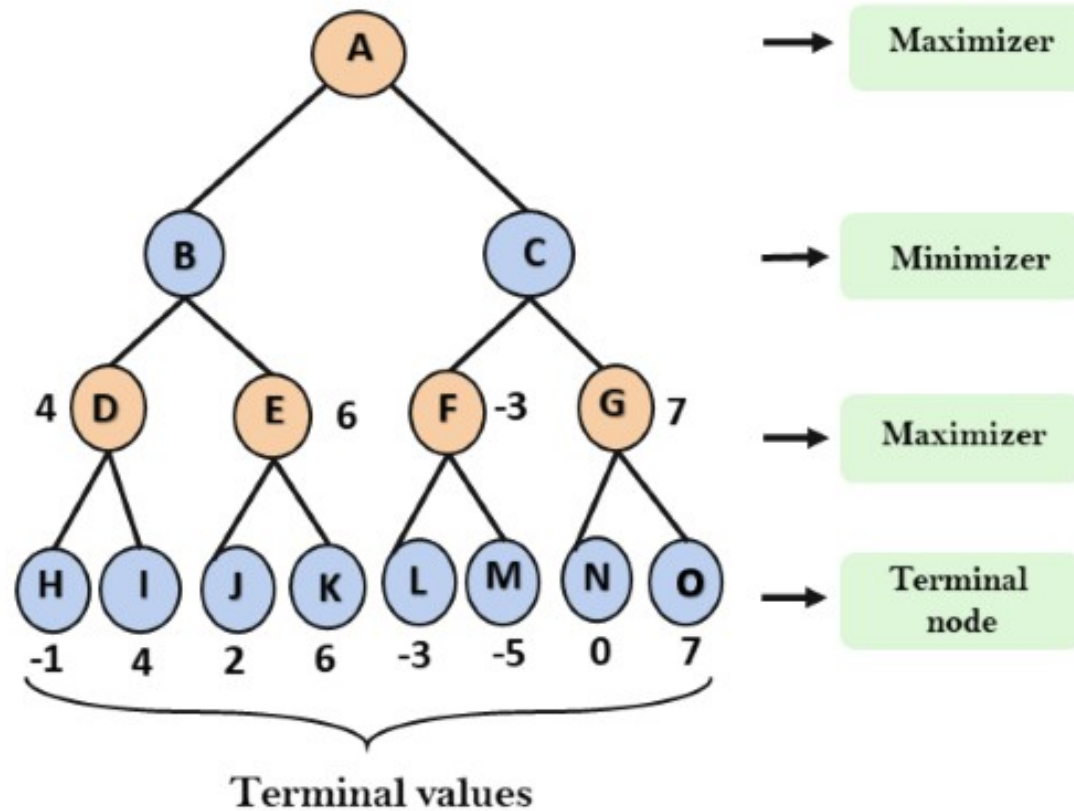 A
Maximizer
B
C
Minimizer
4
D
E
6
F
-3
G
7
Maximizer
H
I
J
K
L
M
N
O
Terminal
node
-1
4
2
6
-3
-5
0
7
Terminal values